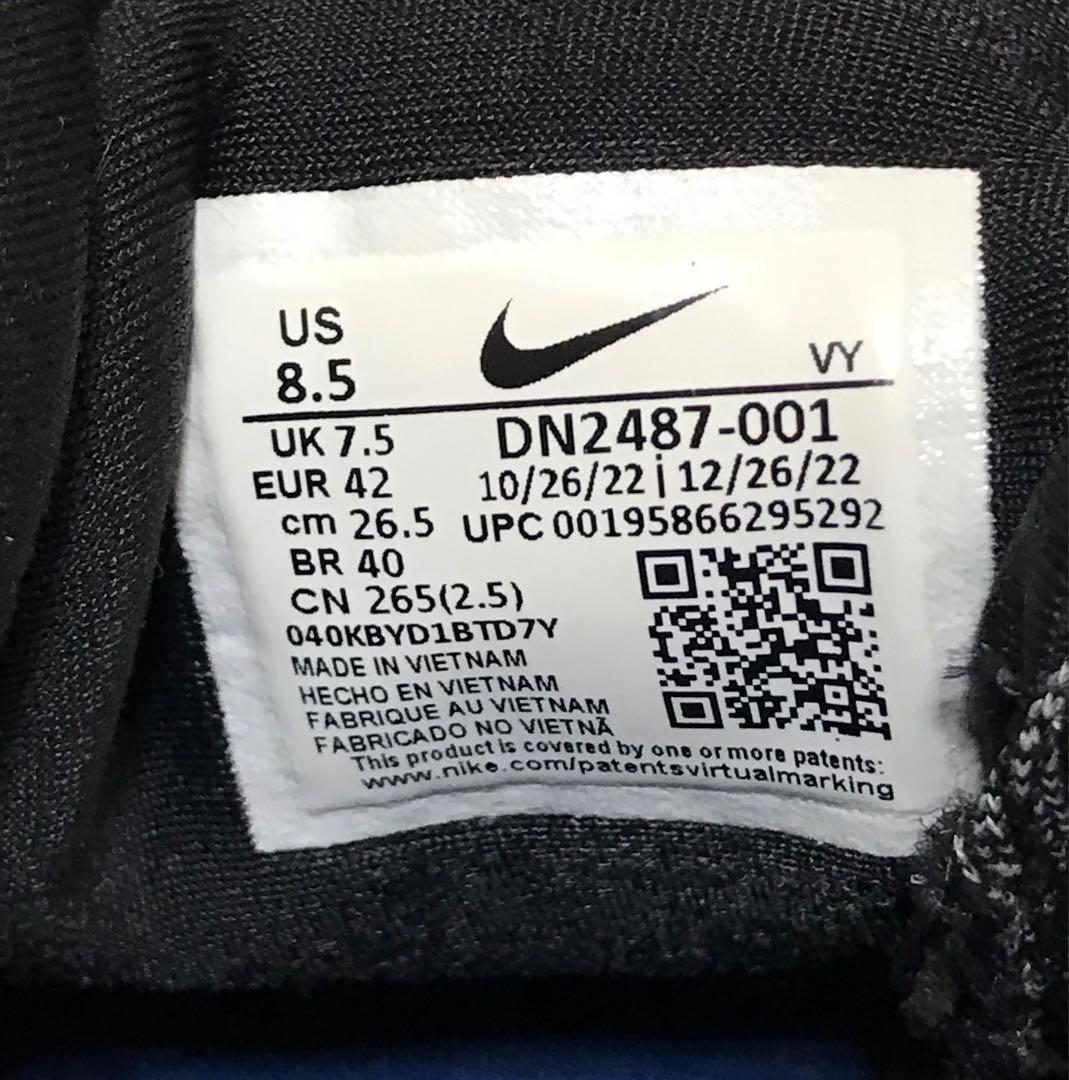 US
8.5
VY
UK 7.5
DN2487-001
EUR 42
10/26/22 | 12/26/22
cm 26.5
UPC 00195866295292
BR 40
CN 265(2.5)
040KBYD1BTD7Y
MADE IN VIETNAM
HECHO EN VIETNAM
FABRIQUE AU VIETNAM
FABRICADO NO VIETNÃ
This product is covered by one or more patents:
www.nike.com/patentsvirtualmarking